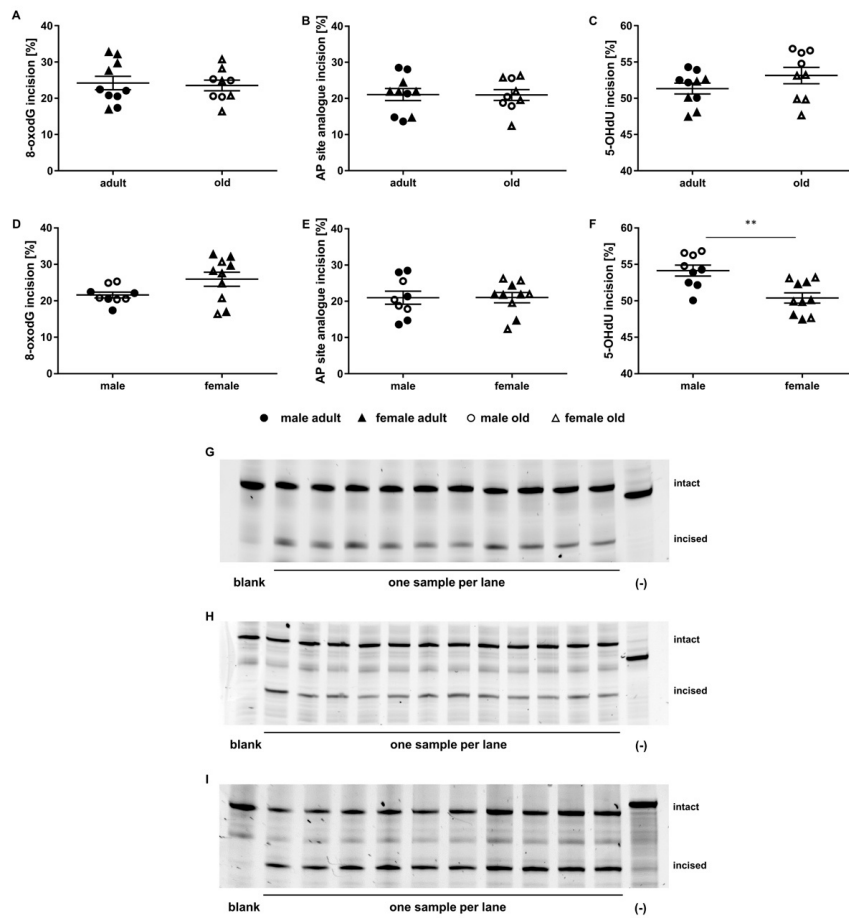 A
8-oxodG incision [%]
40
30
20
10
0
adult old
B
AP site analogue incision [%]
40
30
20
10
0
adult old
C
5-OHdU incision [%]
60
55
50
45
40
adult old
D
8-oxodG incision [%]
40
30
20
10
0
male female
E
AP site analogue incision [%]
40
30
20
10
0
male female
F
5-OHdU incision [%]
60
55
50
45
40
**
male female
male adult female adult male old female old
G
intact
incised
blank one sample per lane (-)
H
intact
incised
blank one sample per lane (-)
I
intact
incised
blank one sample per lane (-)